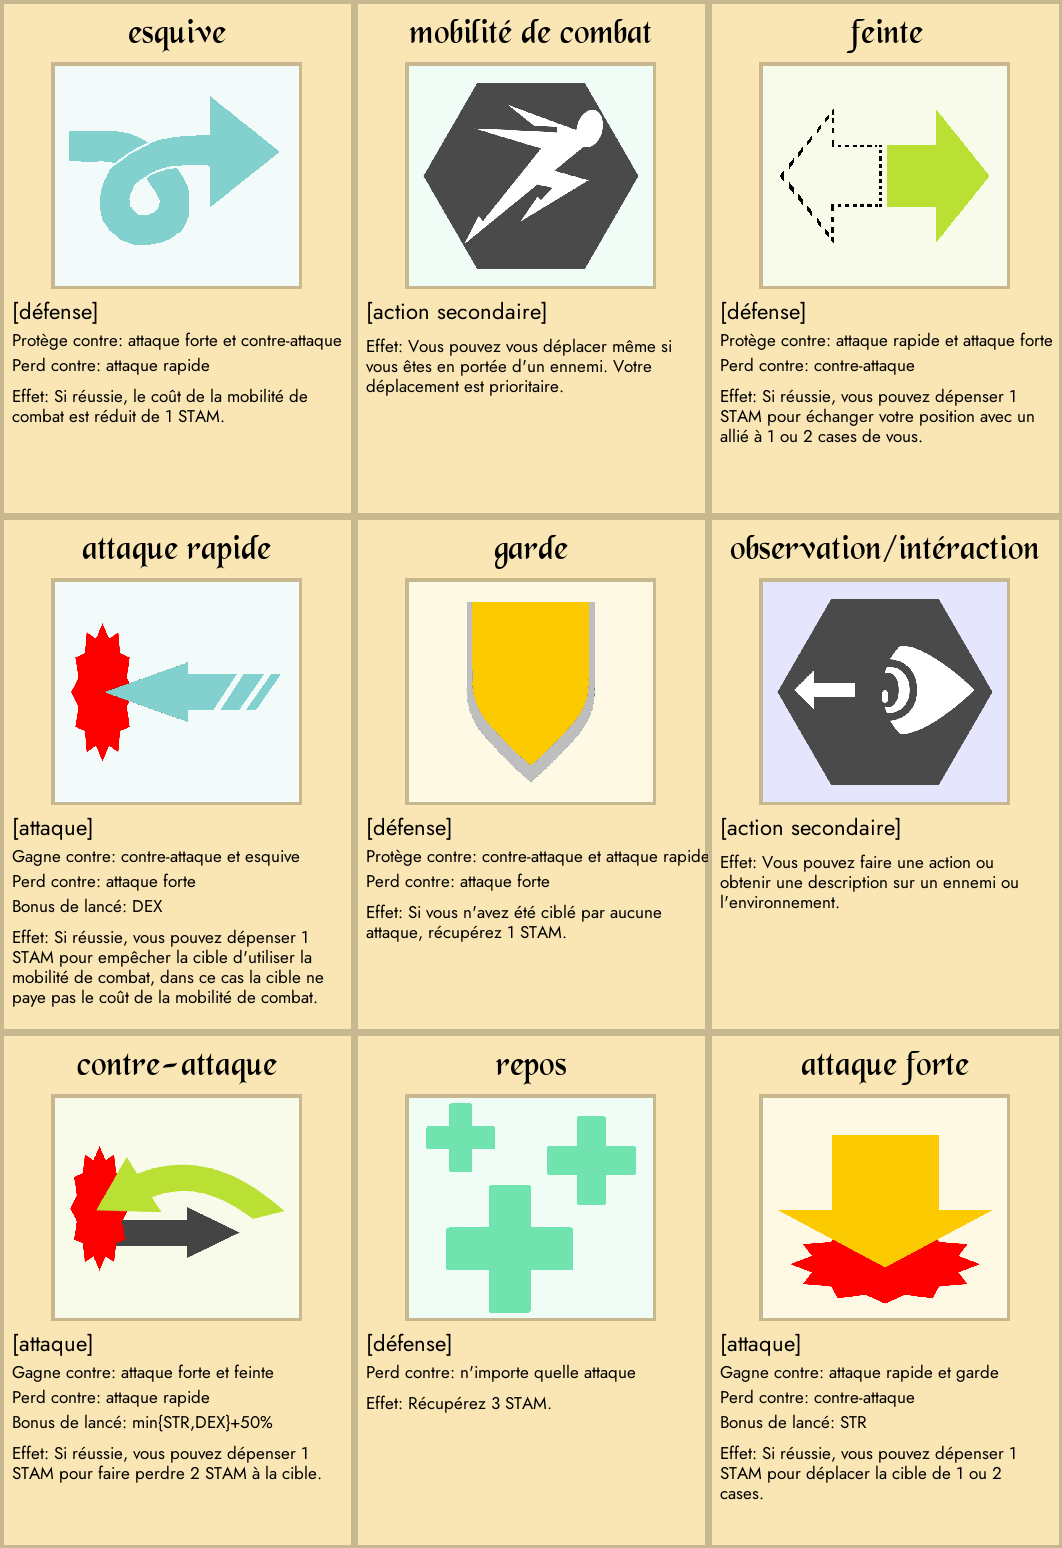 esquive
[défense]
Protège contre: attaque forte et contre-attaque
Perd contre: attaque rapide
Effet: Si réussie, le coût de la mobilité de
combat est réduit de 1 STAM.
mobilité de combat
[action secondaire]
Effet: Vous pouvez vous déplacer même si
vous êtes en portée d'un ennemi. Votre
déplacement est prioritaire.
feinte
[défense]
Protège contre: attaque rapide et attaque forte
Perd contre: contre-attaque
Effet: Si réussie, vous pouvez dépenser 1
STAM pour échanger votre position avec un
allié à 1 ou 2 cases de vous.
attaque rapide
[attaque]
Gagne contre: contre-attaque et esquive
Perd contre: attaque forte
Bonus de lancé: DEX
Effet: Si réussie, vous pouvez dépenser 1
STAM pour empêcher la cible d'utiliser la
mobilité de combat, dans ce cas la cible ne
paye pas le coût de la mobilité de combat.
garde
[défense]
Protège contre: contre-attaque et attaque rapide
Perd contre: attaque forte
Effet: Si vous n'avez été ciblé par aucune
attaque, récupérez 1 STAM.
observation/intéraction
[action secondaire]
Effet: Vous pouvez faire une action ou
obtenir une description sur un ennemi ou
l'environnement.
contre-attaque
[attaque]
Gagne contre: attaque forte et feinte
Perd contre: attaque rapide
Bonus de lancé: min{STR,DEX}+50%
Effet: Si réussie, vous pouvez dépenser 1
STAM pour faire perdre 2 STAM à la cible.
repos
[défense]
Perd contre: n'importe quelle attaque
Effet: Récupérez 3 STAM.
attaque forte
[attaque]
Gagne contre: attaque rapide et garde
Perd contre: contre-attaque
Bonus de lancé: STR
Effet: Si réussie, vous pouvez dépenser 1
STAM pour déplacer la cible de 1 ou 2
cases.